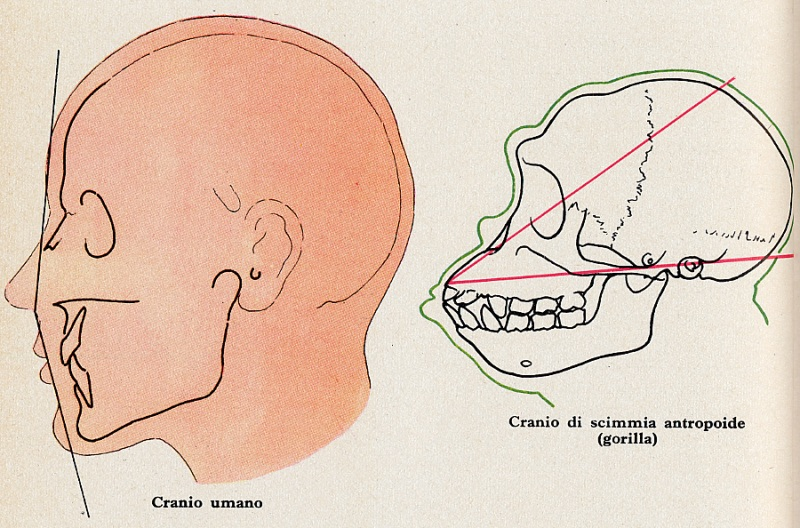 Cranio umano
Cranio di scimmia antropoide
(gorilla)